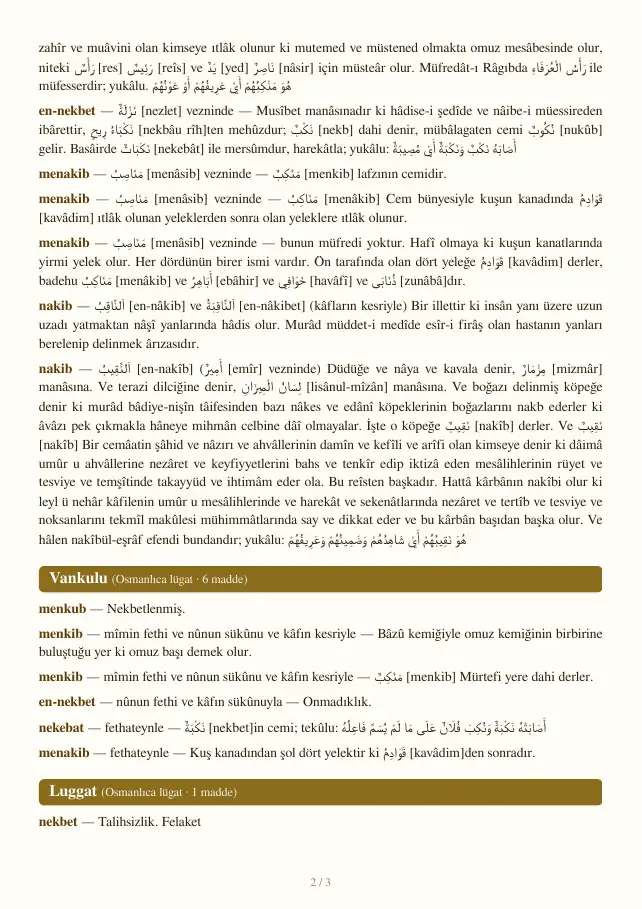 zahîr ve muâvini olan kimseye ıtlâk olunur ki mutemed ve müstened olmakta omuz mesâbesinde olur,
niteki رَأْسٌ [res] رَئِيسٌ [reîs] ve يَدٌ [yed] نَاصِرٌ [nâsir] için müsteâr olur. Müfredât-ı Râgıbda رَأْسُ الْعُرَفَاءِ ile
müfesserdir; yukâlu. هُوَ مَنْكِبُهُمْ أَيْ عَرِيفُهُمْ أَوْ عَوْنُهُمْ
en-nekbet — نَزْلَةٌ [nezlet] vezninde — Musîbet manâsınadır ki hâdise-i şedîde ve nâibe-i müessireden
ibârettir, نَكْبَاءُ رِيحٍ [nekbâu rîh]ten mehûzdur; نَكْبٌ [nekb] dahi denir, mübâlagaten cemi نُكُوبٌ [nukûb]
gelir. Basâirde نَكَبَاتٌ [nekebât] ile mersûmdur, harekâtla; yukâlu: أَصَابَهُ نَكْبٌ وَنَكْبَةٌ أَيْ مُصِيبَةٌ
menakib — مَنَاصِبُ [menâsib] vezninde — مَنْكِبٌ [menkib] lafzının cemidir.
menakib — مَنَاصِبُ [menâsib] vezninde — مَنَاكِبُ [menâkib] Cem bünyesiyle kuşun kanadında قَوَادِمُ
[kavâdim] ıtlâk olunan yeleklerden sonra olan yeleklere ıtlâk olunur.
menakib — مَنَاصِبُ [menâsib] vezninde — bunun müfredi yoktur. Hafî olmaya ki kuşun kanatlarında
yirmi yelek olur. Her dördünün birer ismi vardır. Ön tarafında olan dört yeleğe قَوَادِمُ [kavâdim] derler,
badehu مَنَاكِبُ [menâkib] ve أَبَاهِرُ [ebâhir] ve خَوَافِي [havâfî] ve ذُنَابَى [zunâbâ]dır.
nakib — اَلنَّاقِبُ [en-nâkib] ve اَلنَّاقِبَةُ [en-nâkibet] (kâfların kesriyle) Bir illettir ki insân yanı üzere uzun
uzadı yatmaktan nâşî yanlarında hâdis olur. Murâd müddet-i medîde esîr-i firâş olan hastanın yanları
berelenip delinmek ârızasıdır.
nakib — اَلنَّقِيبُ [en-nakîb] (أَمِيرٌ [emîr] vezninde) Düdüğe ve nâya ve kavala denir, مِزْمَارٌ [mizmâr]
manâsına. Ve terazi dilciğine denir, لِسَانُ الْمِيزَانِ [lisânul-mîzân] manâsına. Ve boğazı delinmiş köpeğe
denir ki murâd bâdiye-nişîn tâifesinden bazı nâkes ve edânî köpeklerinin boğazlarını nakb ederler ki
âvâzı pek çıkmakla hâneye mihmân celbine dâî olmayalar. İşte o köpeğe نَقِيبٌ [nakîb] derler. Ve نَقِيبٌ
[nakîb] Bir cemâatin şâhid ve nâzırı ve ahvâllerinin damîn ve kefîli ve arîfi olan kimseye denir ki dâimâ
umûr u ahvâllerine nezâret ve keyfiyyetlerini bahs ve tenkîr edip iktizâ eden mesâlihlerinin rüyet ve
tesviye ve temşîtinde takayyüd ve ihtimâm eder ola. Bu reîsten başkadır. Hattâ kârbânın nakîbi olur ki
leyl ü nehâr kâfilenin umûr u mesâlihlerinde ve harekât ve sekenâtlarında nezâret ve tertîb ve tesviye ve
noksanlarını tekmîl makûlesi mühimmâtlarında say ve dikkat eder ve bu kârbân başıdan başka olur. Ve
hâlen nakîbül-eşrâf efendi bundandır; yukâlu: هُوَ نَقِيبُهُمْ أَيْ شَاهِدُهُمْ وَضَمِينُهُمْ وَعَرِيفُهُمْ
Vankulu (Osmanlıca lügat · 6 madde)
menkub — Nekbetlenmiş.
menkib — mîmin fethi ve nûnun sükûnu ve kâfın kesriyle — Bâzû kemiğiyle omuz kemiğinin birbirine
buluştuğu yer ki omuz başı demek olur.
menkib — mîmin fethi ve nûnun sükûnu ve kâfın kesriyle — مَنْكِبٌ [menkib] Mürtefi yere dahi derler.
en-nekbet — nûnun fethi ve kâfın sükûnuyla — Onmadıklık.
nekebat — fethateynle — نَكْبَةٌ [nekbet]in cemi; tekûlu: أَصَابَتْهُ نَكْبَةٌ وَنُكِبَ فُلَانٌ عَلَى مَا لَمْ يُسَمَّ فَاعِلُهُ
menakib — fethateynle — Kuş kanadından şol dört yelektir ki قَوَادِمُ [kavâdim]den sonradır.
Luggat (Osmanlıca lügat · 1 madde)
nekbet — Talihsizlik. Felaket
2 / 3